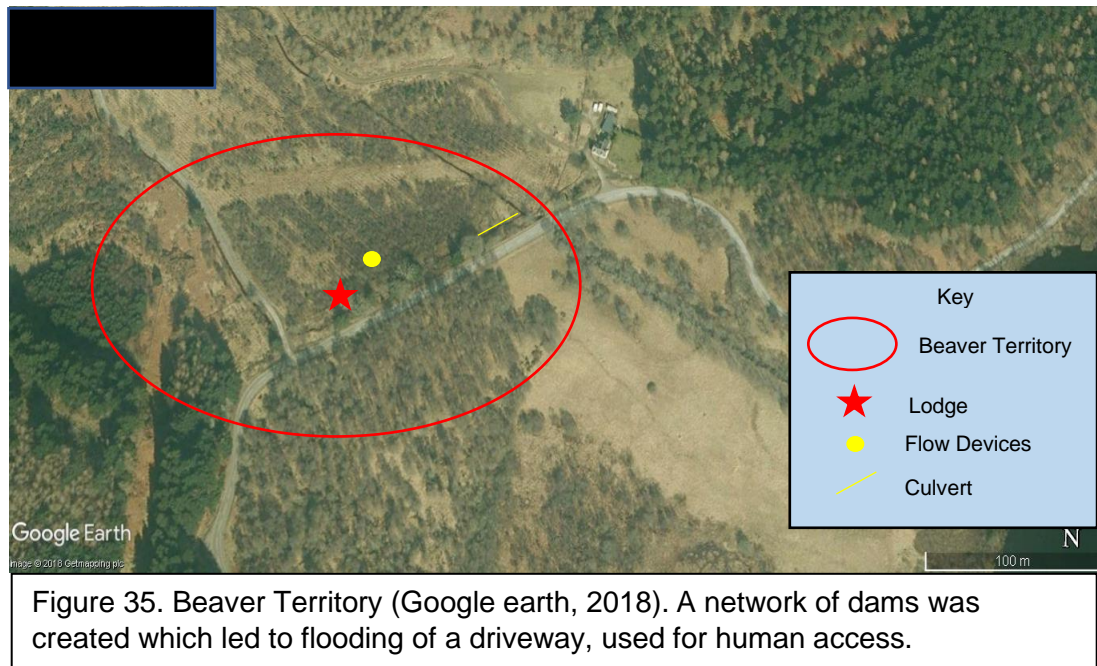 Key
Beaver Territory
Lodge
Flow Devices
Culvert
Google Earth
Image © 2018 Getmapping plc
N
100 m
Figure 35. Beaver Territory (Google earth, 2018). A network of dams was
created which led to flooding of a driveway, used for human access.